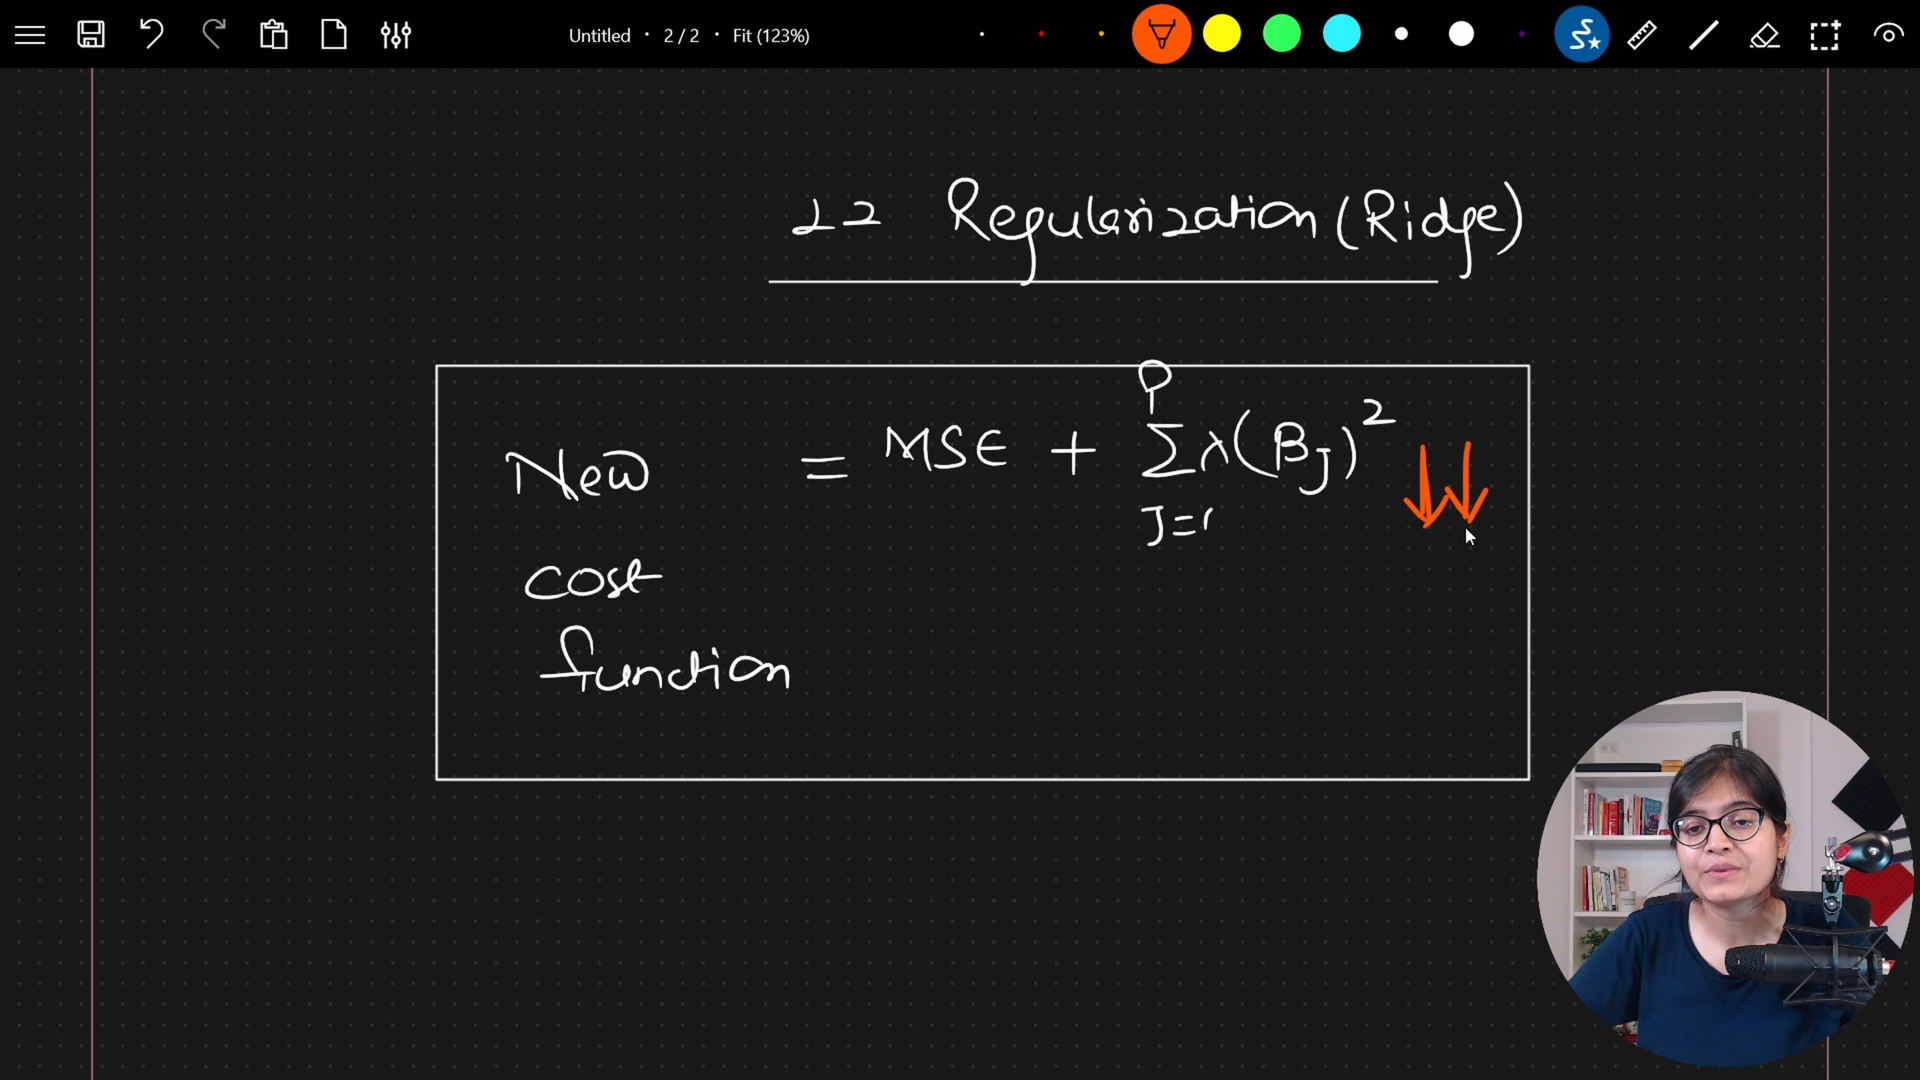 Untitled • 2 / 2 • Fit (123%)
L2 Regularization (Ridge)
P
New = MSE + Σ λ(βJ)²
J=1
cost
function